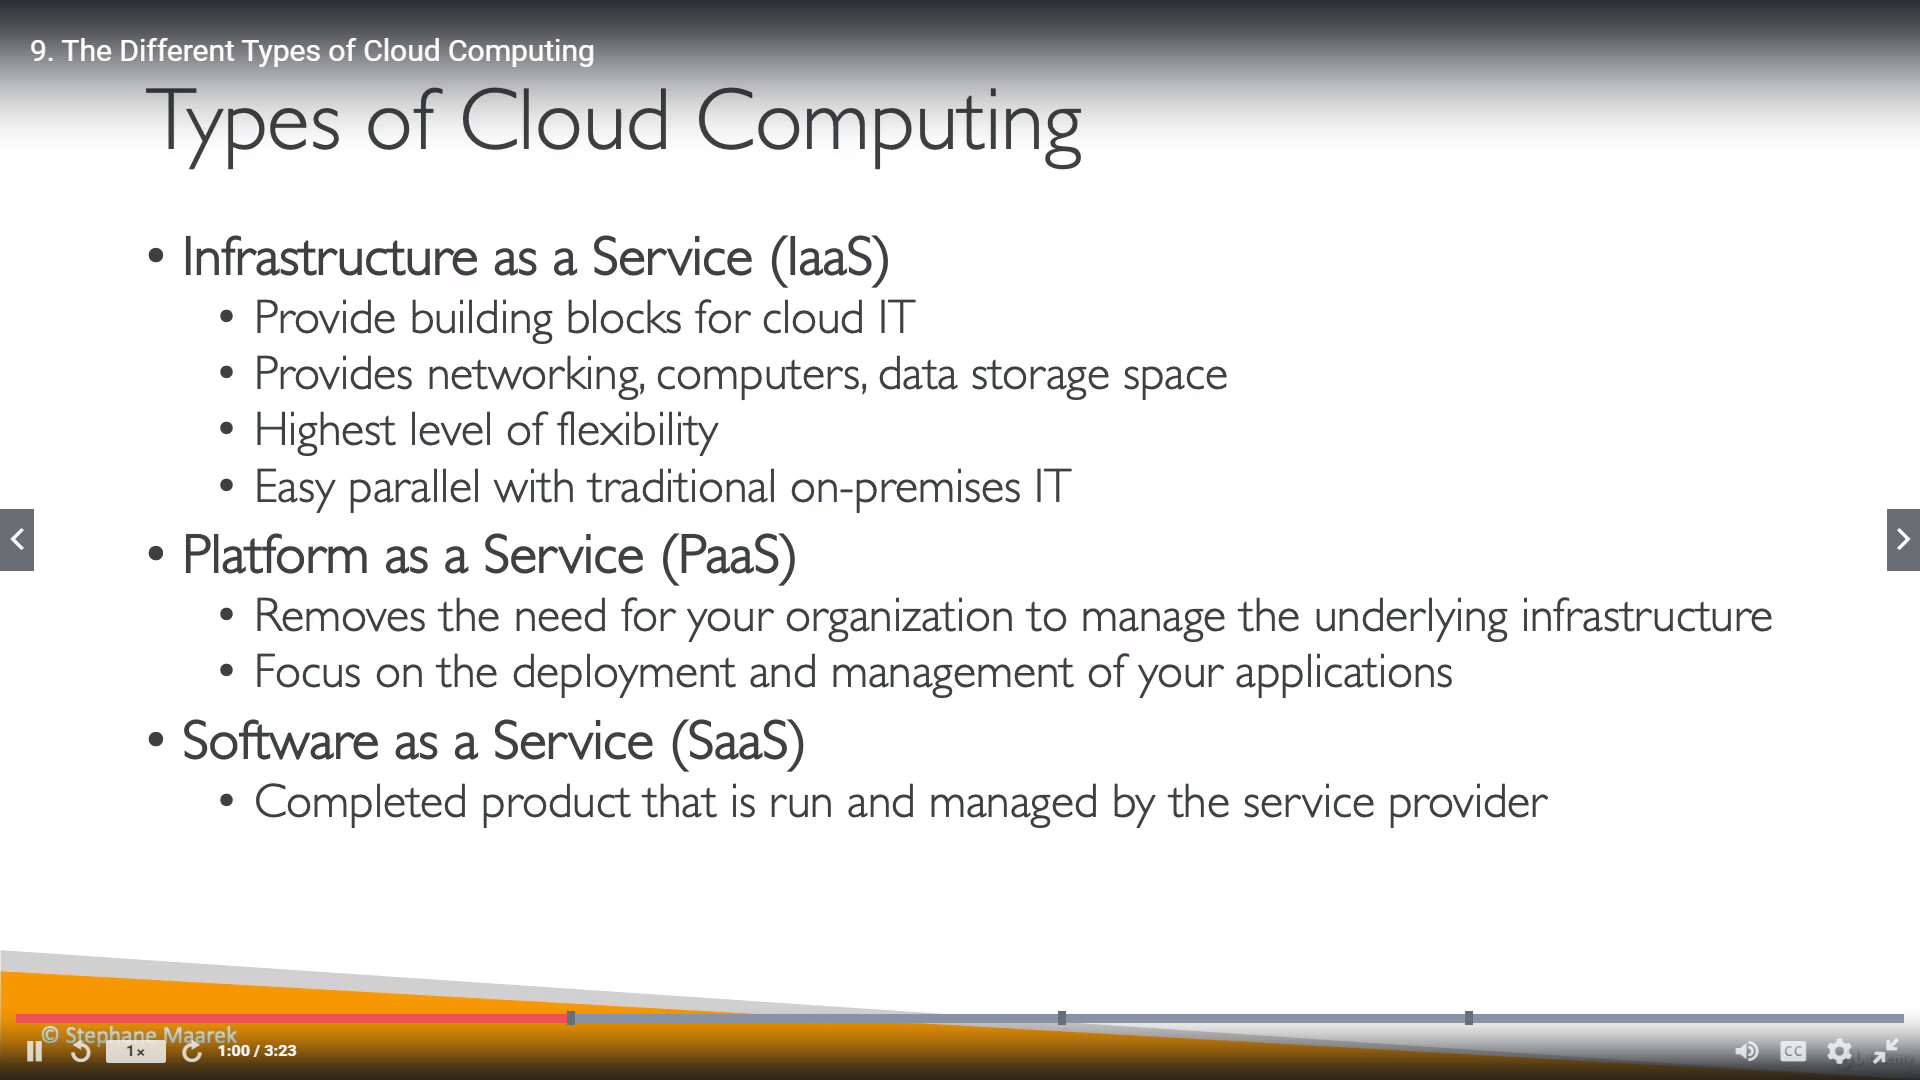 9. The Different Types of Cloud Computing
Types of Cloud Computing
• Infrastructure as a Service (IaaS)
• Provide building blocks for cloud IT
• Provides networking, computers, data storage space
• Highest level of flexibility
• Easy parallel with traditional on-premises IT
• Platform as a Service (PaaS)
• Removes the need for your organization to manage the underlying infrastructure
• Focus on the deployment and management of your applications
• Software as a Service (SaaS)
• Completed product that is run and managed by the service provider
© Stephane Maarek
1x
1:00 / 3:23
CC